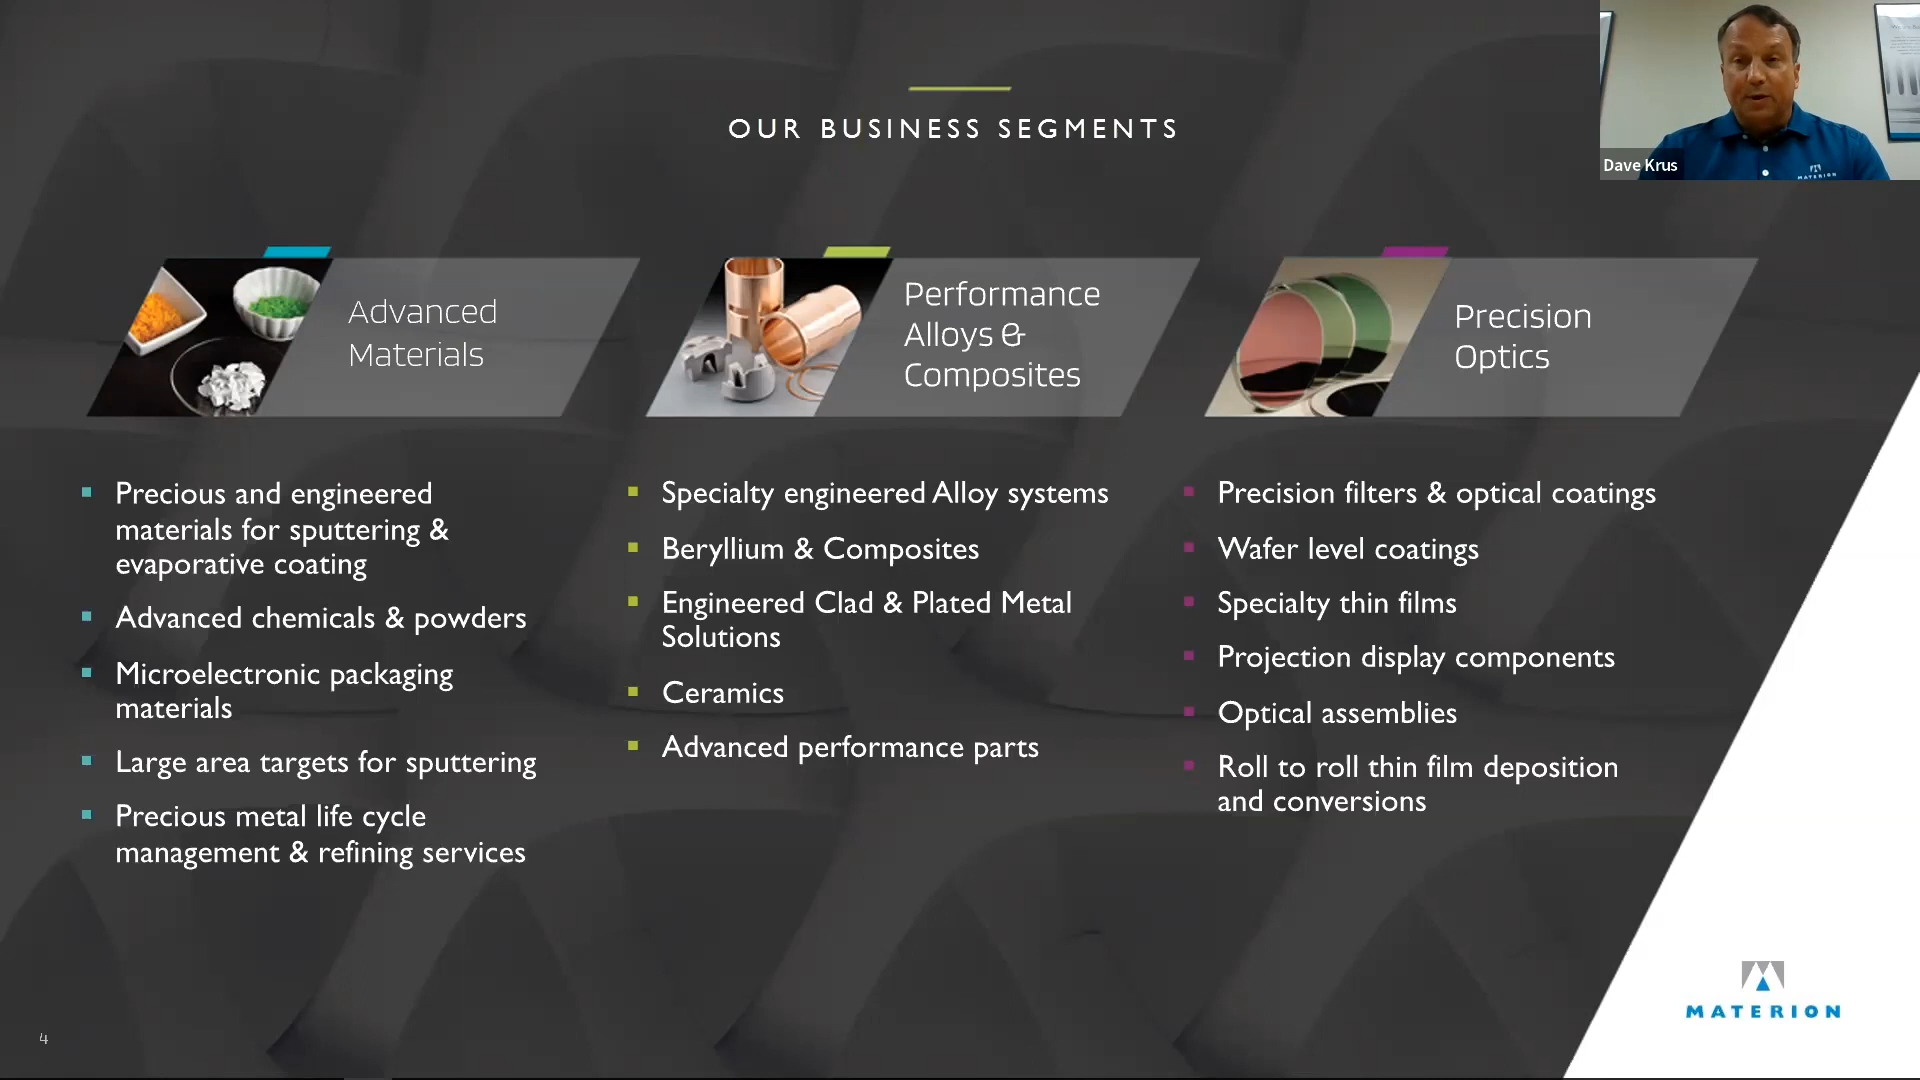 OUR BUSINESS SEGMENTS
Dave Krus
MATERION
Advanced
Materials
Performance
Alloys &
Composites
Precision
Optics
▪ Precious and engineered
materials for sputtering &
evaporative coating
▪ Advanced chemicals & powders
▪ Microelectronic packaging
materials
▪ Large area targets for sputtering
▪ Precious metal life cycle
management & refining services
▪ Specialty engineered Alloy systems
▪ Beryllium & Composites
▪ Engineered Clad & Plated Metal
Solutions
▪ Ceramics
▪ Advanced performance parts
▪ Precision filters & optical coatings
▪ Wafer level coatings
▪ Specialty thin films
▪ Projection display components
▪ Optical assemblies
▪ Roll to roll thin film deposition
and conversions
MATERION
4